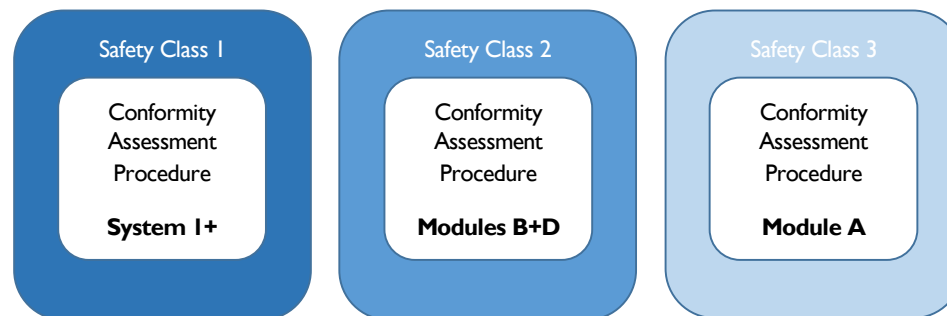 Safety Class 1
Conformity
Assessment
Procedure
System 1+
Safety Class 2
Conformity
Assessment
Procedure
Modules B+D
Safety Class 3
Conformity
Assessment
Procedure
Module A